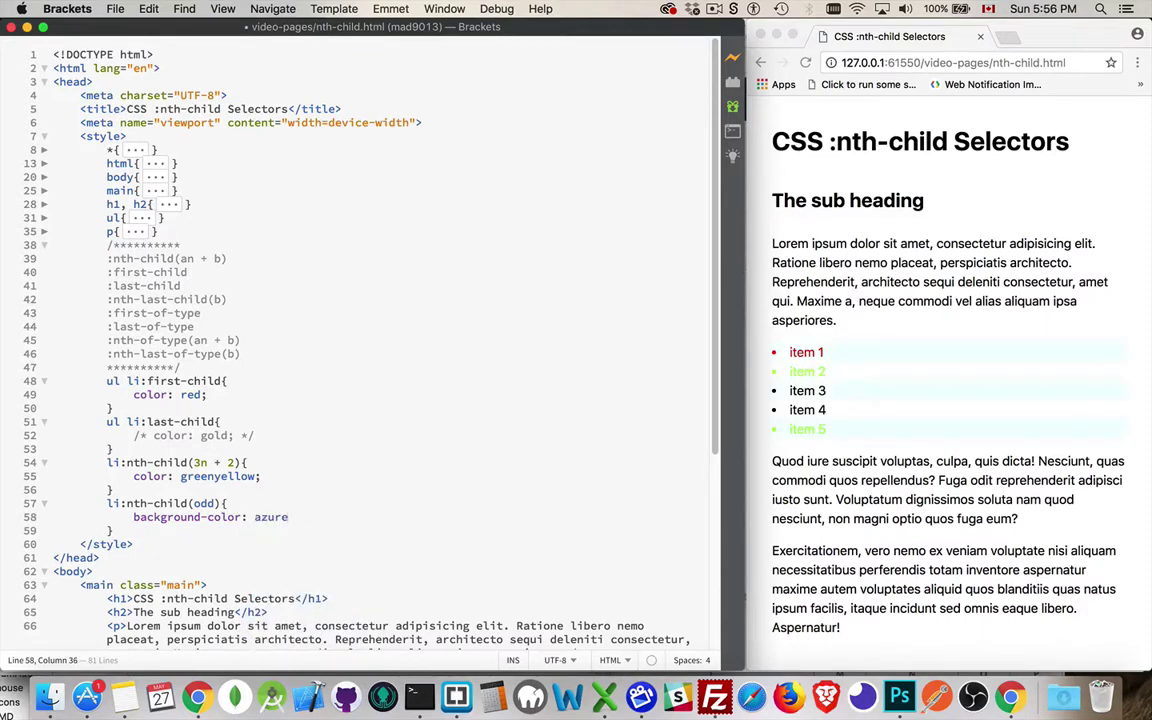 Brackets File Edit Find View Navigate Template Emmet Window Debug Help 100% Sun 5:56 PM
• video-pages/nth-child.html (mad9013) — Brackets
1 <!DOCTYPE html>
2 <html lang="en">
3 <head>
4 <meta charset="UTF-8">
5 <title>CSS :nth-child Selectors</title>
6 <meta name="viewport" content="width=device-width">
7 <style>
8 *{ ··· }
13 html{ ··· }
20 body{ ··· }
25 main{ ··· }
28 h1, h2{ ··· }
31 ul{ ··· }
35 p{ ··· }
38 /**********
39 :nth-child(an + b)
40 :first-child
41 :last-child
42 :nth-last-child(b)
43 :first-of-type
44 :last-of-type
45 :nth-of-type(an + b)
46 :nth-last-of-type(b)
47 **********/
48 ul li:first-child{
49 color: red;
50 }
51 ul li:last-child{
52 /* color: gold; */
53 }
54 li:nth-child(3n + 2){
55 color: greenyellow;
56 }
57 li:nth-child(odd){
58 background-color: azure
59 }
60 </style>
61 </head>
62 <body>
63 <main class="main">
64 <h1>CSS :nth-child Selectors</h1>
65 <h2>The sub heading</h2>
66 <p>Lorem ipsum dolor sit amet, consectetur adipisicing elit. Ratione libero nemo
placeat, perspiciatis architecto. Reprehenderit, architecto sequi deleniti consectetur,
Line 58, Column 36 — 81 Lines
INS UTF-8 HTML Spaces: 4
CSS :nth-child Selectors
127.0.0.1:61550/video-pages/nth-child.html
Apps Click to run some s... Web Notification Im... »
CSS :nth-child Selectors
The sub heading
Lorem ipsum dolor sit amet, consectetur adipisicing elit.
Ratione libero nemo placeat, perspiciatis architecto.
Reprehenderit, architecto sequi deleniti consectetur, amet
qui. Maxime a, neque commodi vel alias aliquam ipsa
asperiores.
• item 1
• item 2
• item 3
• item 4
• item 5
Quod iure suscipit voluptas, culpa, quis dicta! Nesciunt, quas
commodi quos repellendus? Fuga odit reprehenderit adipisci
iusto sunt. Voluptatum dignissimos soluta nam quod
nesciunt, non magni optio quos fuga eum?
Exercitationem, vero nemo ex veniam voluptate nisi aliquam
necessitatibus perferendis totam inventore aspernatur
maxime autem voluptates aliquid quos blanditiis quas natus
ipsum facilis, itaque incidunt sed omnis eaque libero.
Aspernatur!
mouse
cons
MD
1
MAY
27